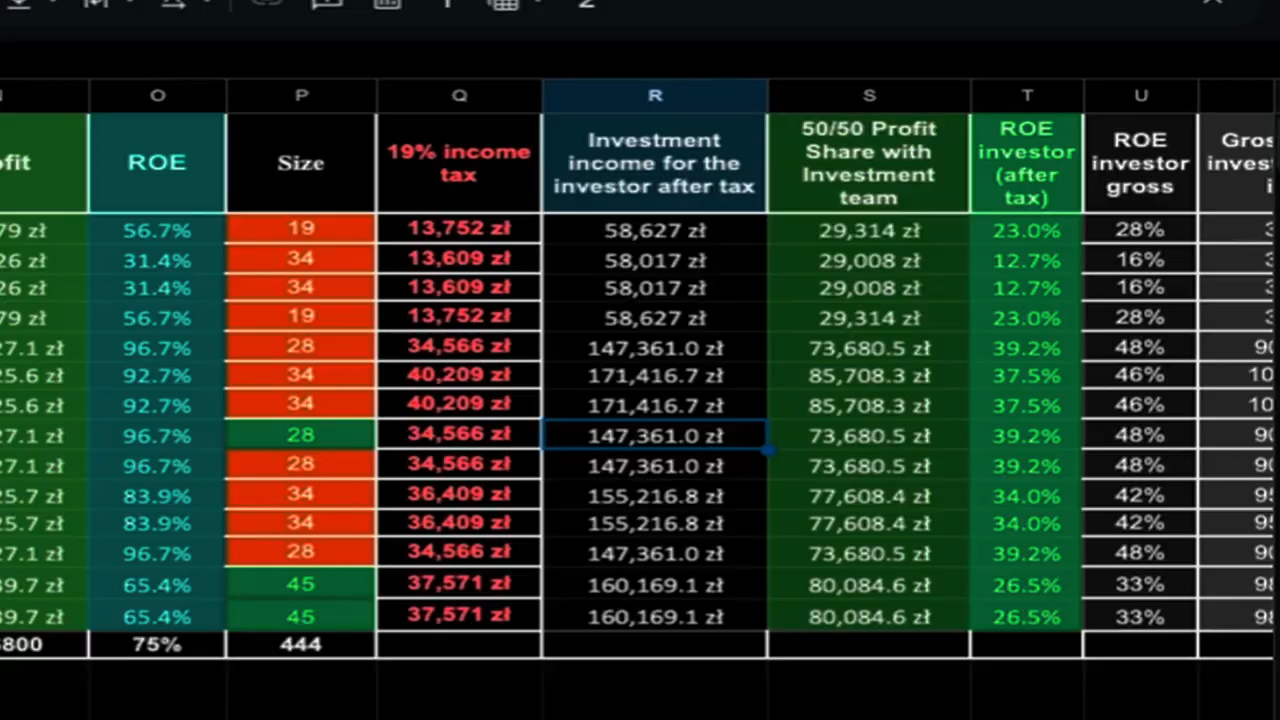 O P Q R S T U
ROE Size 19% income tax Investment income for the investor after tax 50/50 Profit Share with Investment team ROE investor (after tax) ROE investor gross
79 zł 56.7% 19 13,752 zł 58,627 zł 29,314 zł 23.0% 28%
26 zł 31.4% 34 13,609 zł 58,017 zł 29,008 zł 12.7% 16%
26 zł 31.4% 34 13,609 zł 58,017 zł 29,008 zł 12.7% 16%
79 zł 56.7% 19 13,752 zł 58,627 zł 29,314 zł 23.0% 28%
27.1 zł 96.7% 28 34,566 zł 147,361.0 zł 73,680.5 zł 39.2% 48%
25.6 zł 92.7% 34 40,209 zł 171,416.7 zł 85,708.3 zł 37.5% 46%
25.6 zł 92.7% 34 40,209 zł 171,416.7 zł 85,708.3 zł 37.5% 46%
27.1 zł 96.7% 28 34,566 zł 147,361.0 zł 73,680.5 zł 39.2% 48%
27.1 zł 96.7% 28 34,566 zł 147,361.0 zł 73,680.5 zł 39.2% 48%
25.7 zł 83.9% 34 36,409 zł 155,216.8 zł 77,608.4 zł 34.0% 42%
25.7 zł 83.9% 34 36,409 zł 155,216.8 zł 77,608.4 zł 34.0% 42%
27.1 zł 96.7% 28 34,566 zł 147,361.0 zł 73,680.5 zł 39.2% 48%
39.7 zł 65.4% 45 37,571 zł 160,169.1 zł 80,084.6 zł 26.5% 33%
39.7 zł 65.4% 45 37,571 zł 160,169.1 zł 80,084.6 zł 26.5% 33%
800 75% 444